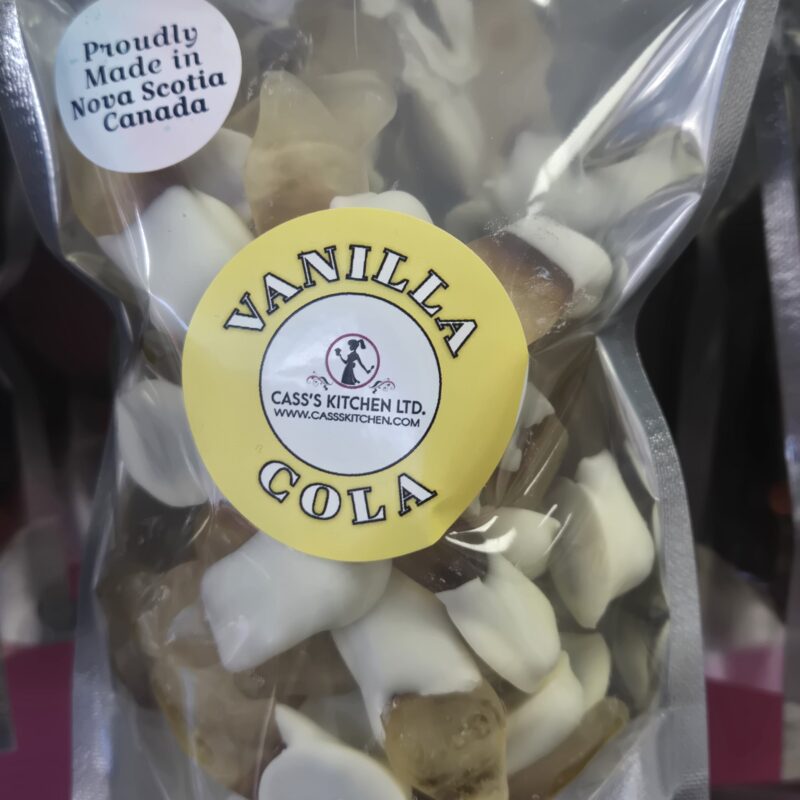 Proudly
Made in
Nova Scotia
Canada
VANILLA
CASS'S KITCHEN LTD.
WWW.CASSSKITCHEN.COM
COLA